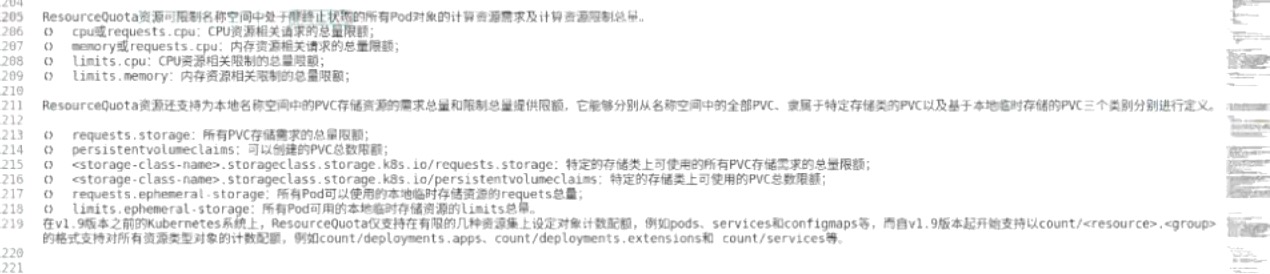 204
205 ResourceQuota资源可限制名称空间中处于非终止状态的所有Pod对象的计算资源需求及计算资源限制总量。
206 () cpu或requests.cpu：CPU资源相关请求的总量限额；
207 () memory或requests.cpu：内存资源相关请求的总量限额；
208 () limits.cpu：CPU资源相关限制的总量限额；
209 () limits.memory：内存资源相关限制的总量限额；
210
211 ResourceQuota资源还支持为本地名称空间中的PVC存储资源的需求总量和限制总量提供限额，它能够分别从名称空间中的全部PVC、隶属于特定存储类的PVC以及基于本地临时存储的PVC三个类别分别进行定义。
212
213 () requests.storage：所有PVC存储需求的总量限额；
214 () persistentvolumeclaims：可以创建的PVC总数限额；
215 () <storage-class-name>.storageclass.storage.k8s.io/requests.storage：特定的存储类上可使用的所有PVC存储需求的总量限额；
216 () <storage-class-name>.storageclass.storage.k8s.io/persistentvolumeclaims：特定的存储类上可使用的PVC总数限额；
217 () requests.ephemeral-storage：所有Pod可以使用的本地临时存储资源的requets总量；
218 () limits.ephemeral-storage：所有Pod可用的本地临时存储资源的limits总量。
219 在v1.9版本之前的Kubernetes系统上，ResourceQuota仅支持在有限的几种资源集上设定对象计数配额，例如pods、services和configmaps等，而自v1.9版本起开始支持以count/<resource>.<group>
的格式支持对所有资源类型对象的计数配额，例如count/deployments.apps、count/deployments.extensions和 count/services等。
220
221